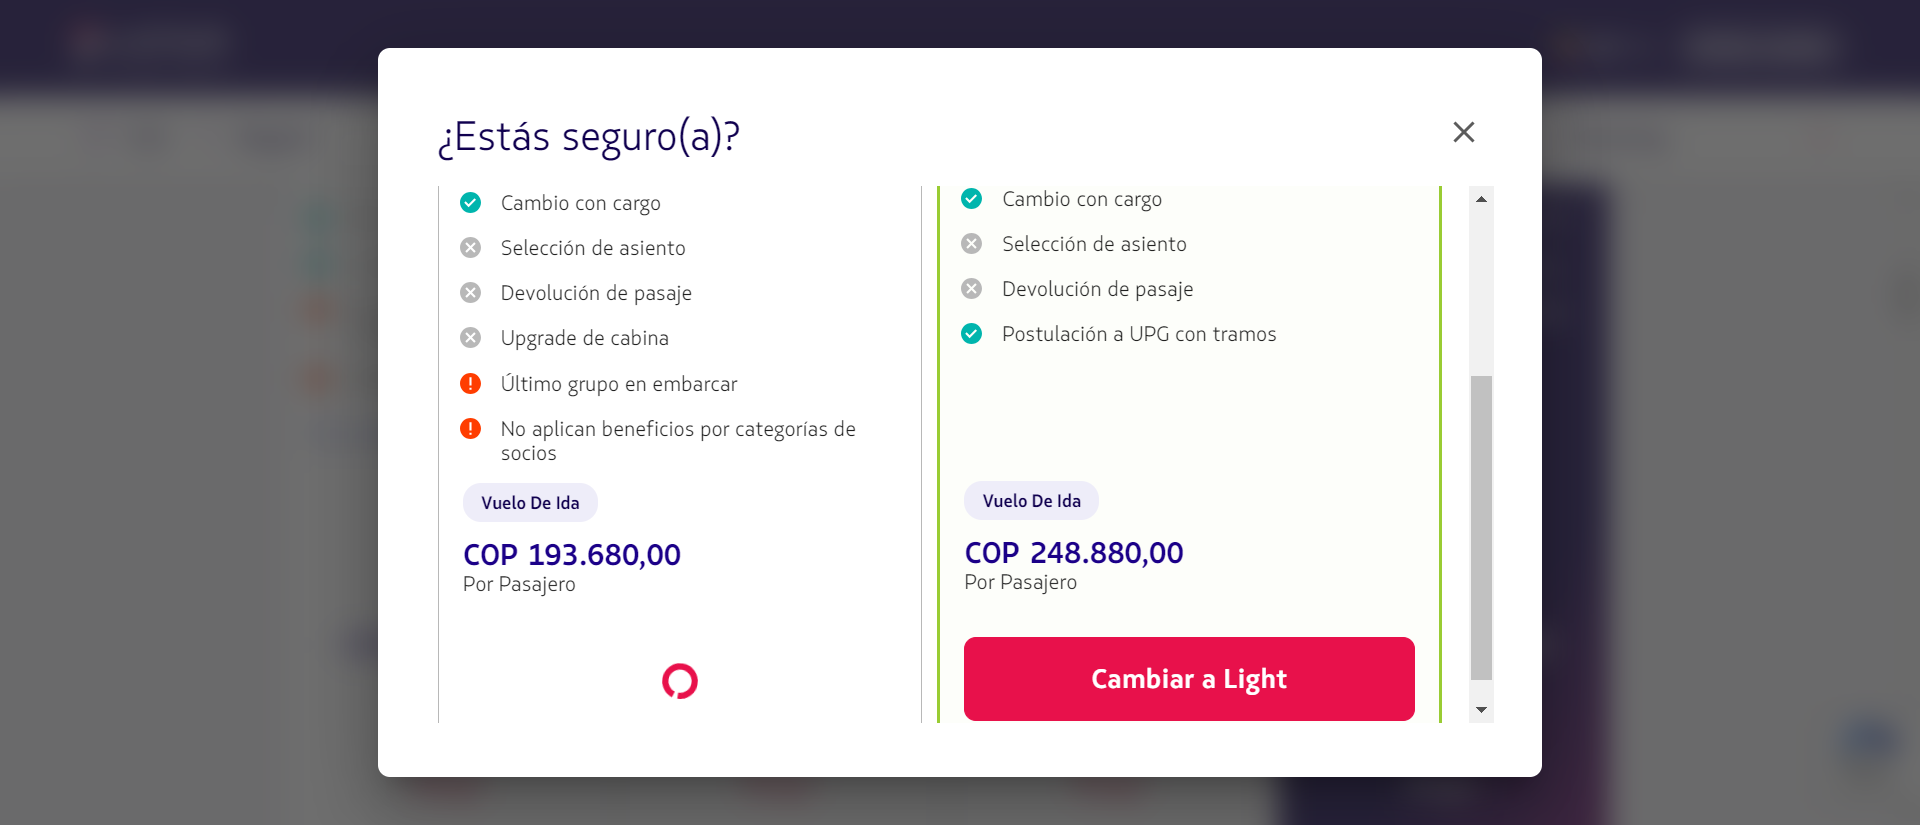 ¿Estás seguro(a)?
Cambio con cargo
Selección de asiento
Devolución de pasaje
Upgrade de cabina
Último grupo en embarcar
No aplican beneficios por categorías de
socios
Vuelo De Ida
COP 193.680,00
Por Pasajero
Cambio con cargo
Selección de asiento
Devolución de pasaje
Postulación a UPG con tramos
Vuelo De Ida
COP 248.880,00
Por Pasajero
Cambiar a Light